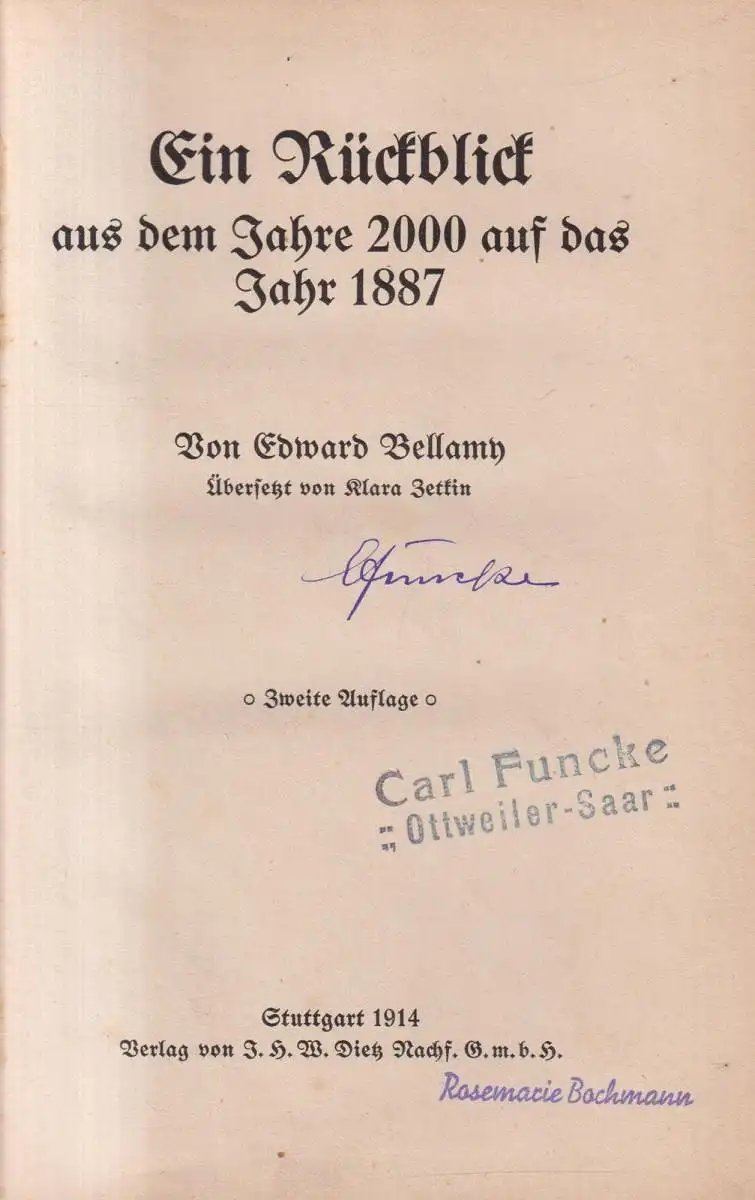 Ein Rückblick
aus dem Jahre 2000 auf das
Jahr 1887
Von Edward Bellamy
Übersetzt von Klara Zetkin
CFuncke
Zweite Auflage
Carl Funcke
Ottweiler-Saar
Stuttgart 1914
Verlag von J. H. W. Dietz Nachf. G. m. b. H.
Rosemarie Bochmann